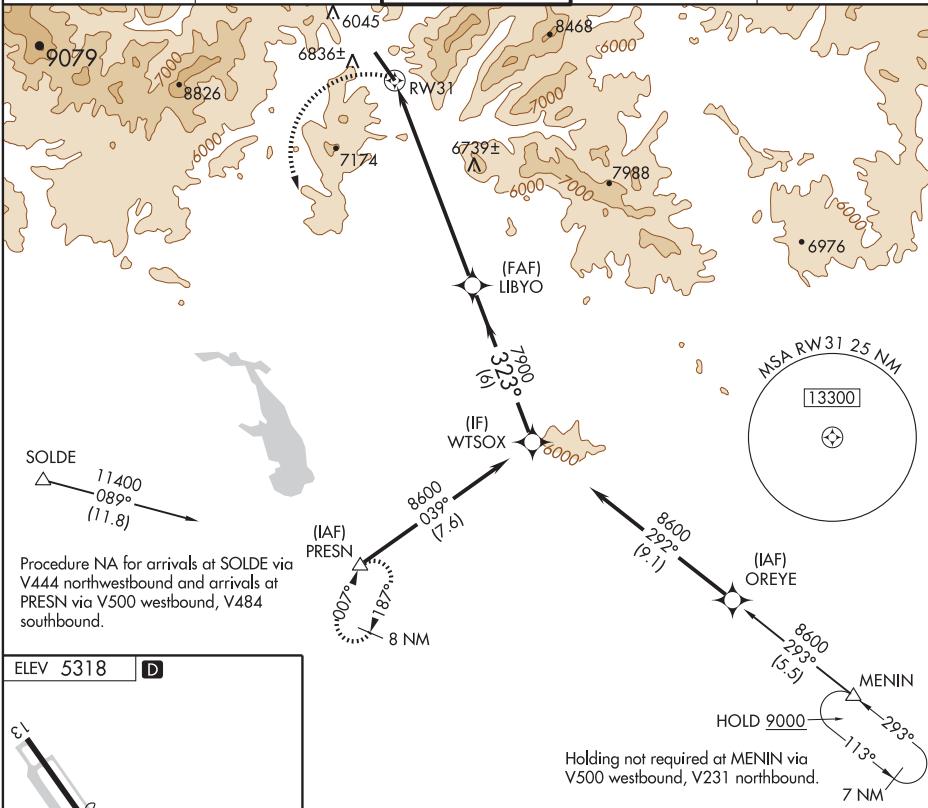 6045
8468
9079
6836±
6000
7000
8826
RW31
7000
6000
7174
6739±
7988
6000
7000
6000
6976
(FAF)
LIBYO
7900
323°
(6)
MSA RW31 25 NM
13300
(IF)
WTSOX
6000
SOLDE
11400
089°
(11.8)
8600
039°
(7.6)
(IAF)
PRESN
8600
292°
(9.1)
(IAF)
OREYE
Procedure NA for arrivals at SOLDE via
V444 northwestbound and arrivals at
PRESN via V500 westbound, V484
southbound.
007°
187°
8 NM
8600
293°
(5.5)
MENIN
ELEV 5318 D
HOLD 9000
293°
113°
7 NM
Holding not required at MENIN via
V500 westbound, V231 northbound.
13